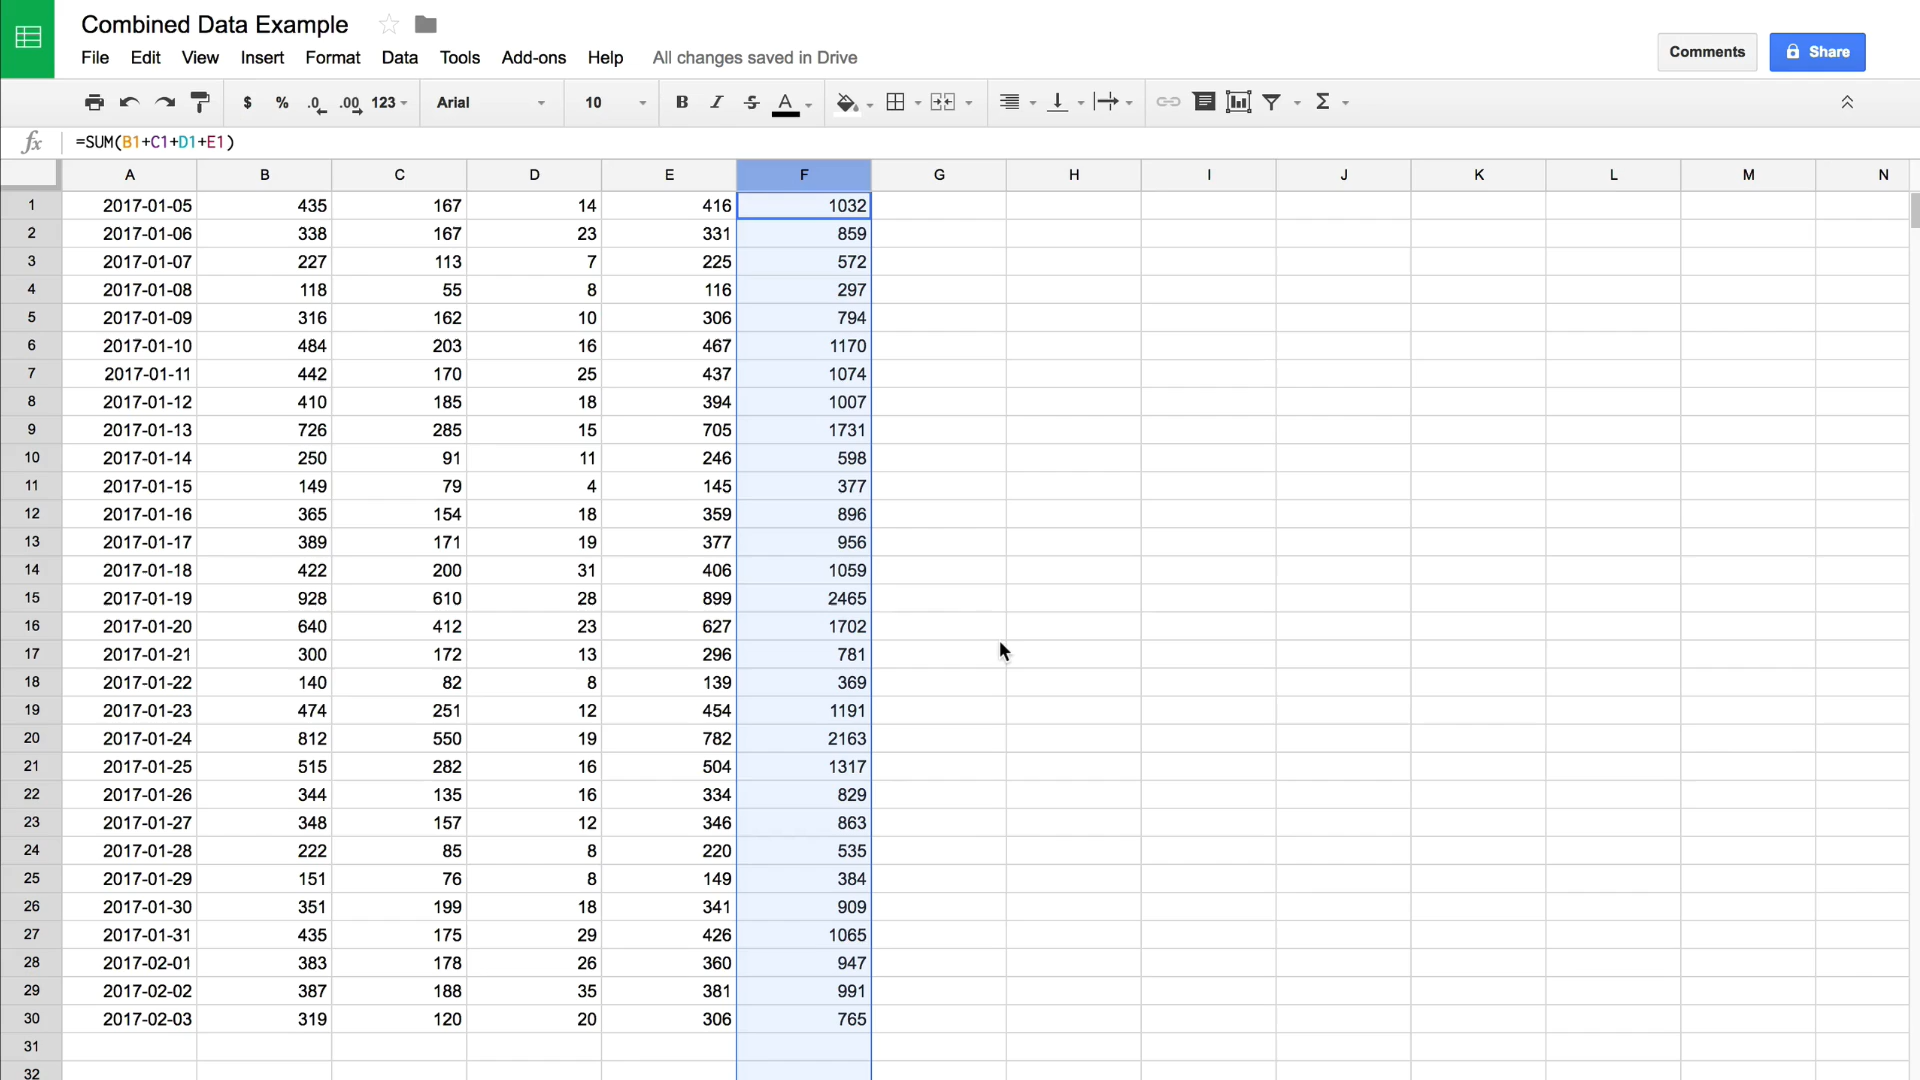 Combined Data Example
File Edit View Insert Format Data Tools Add-ons Help All changes saved in Drive
Comments Share
$ % .0 .00 123 Arial 10 B I S A Σ
fx =SUM(B1+C1+D1+E1)
A B C D E F G H I J K L M N
1 2017-01-05 435 167 14 416 1032
2 2017-01-06 338 167 23 331 859
3 2017-01-07 227 113 7 225 572
4 2017-01-08 118 55 8 116 297
5 2017-01-09 316 162 10 306 794
6 2017-01-10 484 203 16 467 1170
7 2017-01-11 442 170 25 437 1074
8 2017-01-12 410 185 18 394 1007
9 2017-01-13 726 285 15 705 1731
10 2017-01-14 250 91 11 246 598
11 2017-01-15 149 79 4 145 377
12 2017-01-16 365 154 18 359 896
13 2017-01-17 389 171 19 377 956
14 2017-01-18 422 200 31 406 1059
15 2017-01-19 928 610 28 899 2465
16 2017-01-20 640 412 23 627 1702
17 2017-01-21 300 172 13 296 781
18 2017-01-22 140 82 8 139 369
19 2017-01-23 474 251 12 454 1191
20 2017-01-24 812 550 19 782 2163
21 2017-01-25 515 282 16 504 1317
22 2017-01-26 344 135 16 334 829
23 2017-01-27 348 157 12 346 863
24 2017-01-28 222 85 8 220 535
25 2017-01-29 151 76 8 149 384
26 2017-01-30 351 199 18 341 909
27 2017-01-31 435 175 29 426 1065
28 2017-02-01 383 178 26 360 947
29 2017-02-02 387 188 35 381 991
30 2017-02-03 319 120 20 306 765
31
32